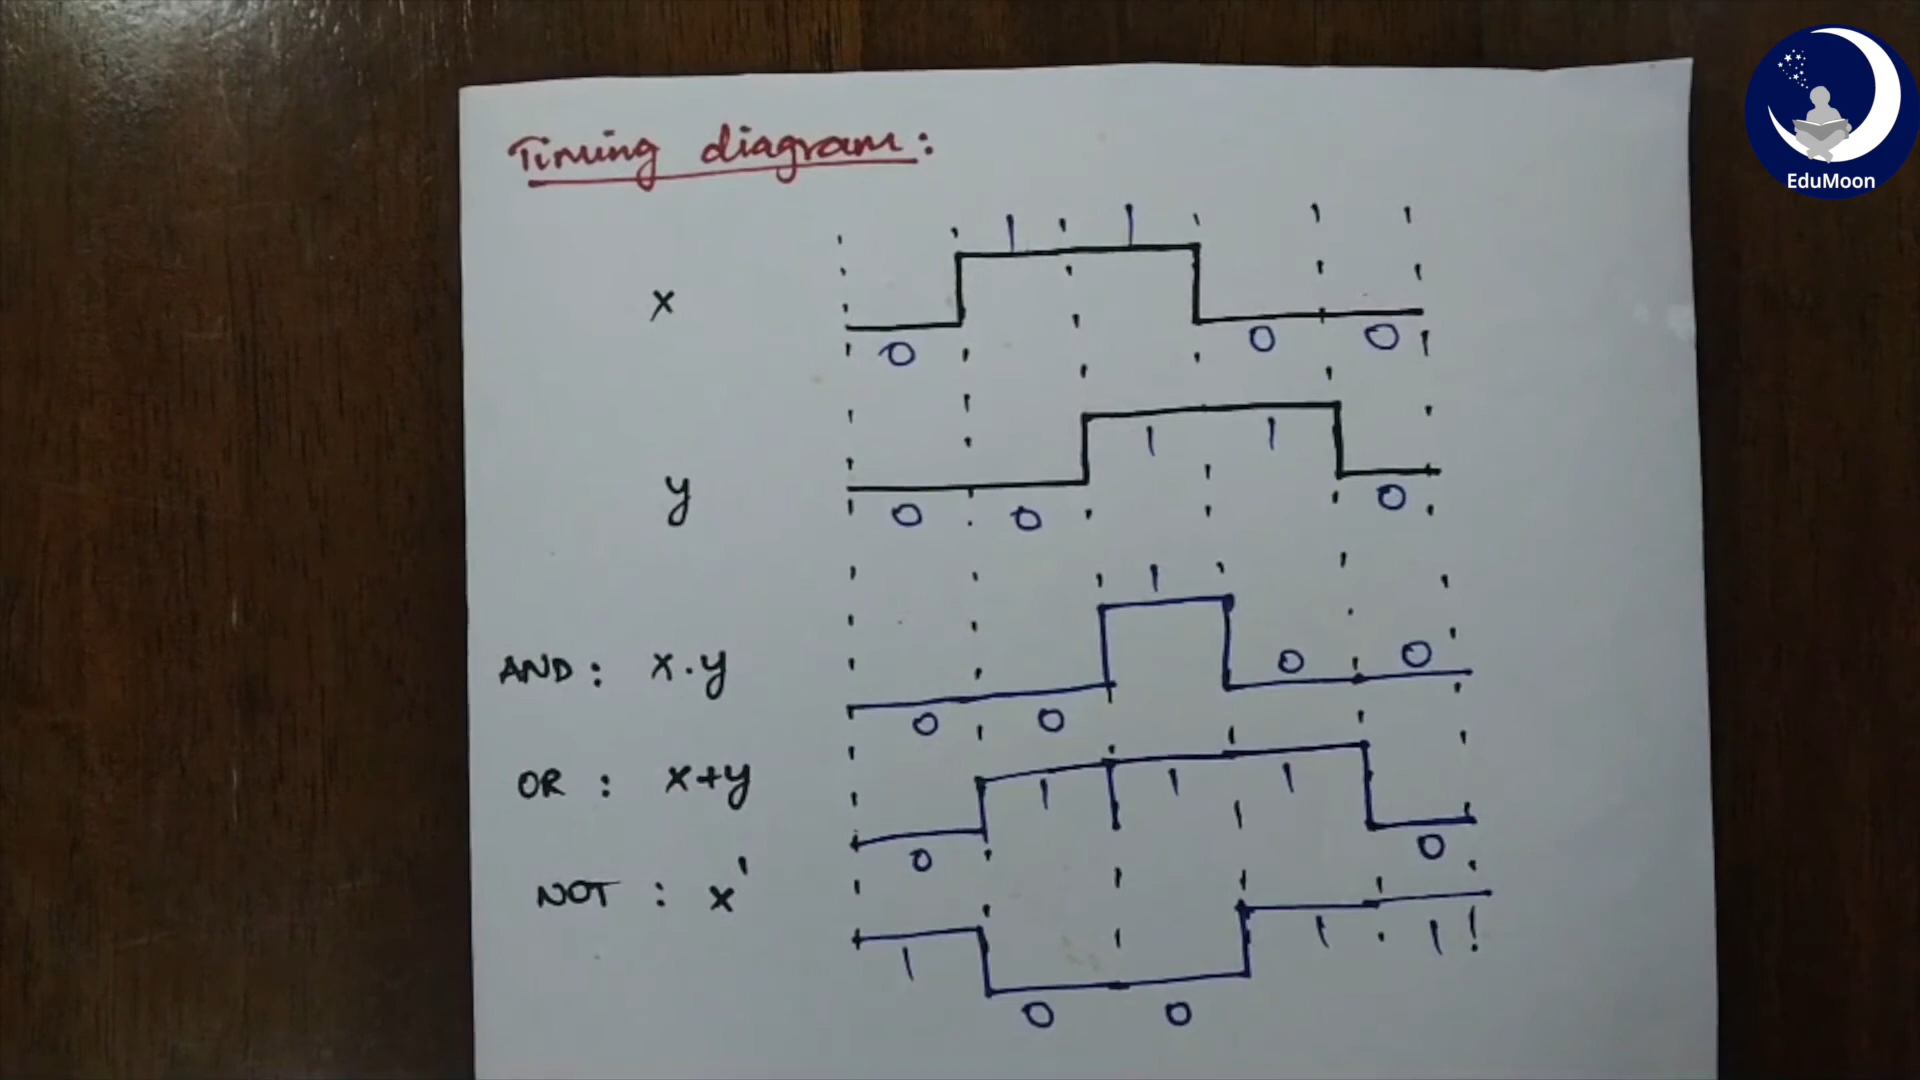 EduMoon
Timing diagram:
1 1
x
0 0 0
1 1
y
0 0 0
1
AND : x.y
0 0 0 0
OR : x+y
1 1 1
0 0
NOT : x'
1 1 1
0 0